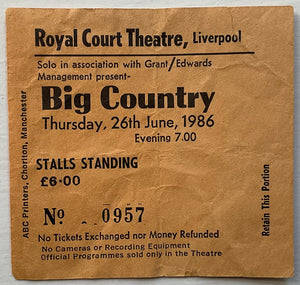 Royal Court Theatre, Liverpool
Solo in association with Grant/Edwards
Management present-
Big Country
Thursday, 26th June, 1986
Evening 7.00
STALLS STANDING
£6·00
Nº 0957
No Tickets Exchanged nor Money Refunded
No Cameras or Recording Equipment
Official Programmes sold only in the Theatre
ABC Printers, Chorlton, Manchester
Retain This Portion